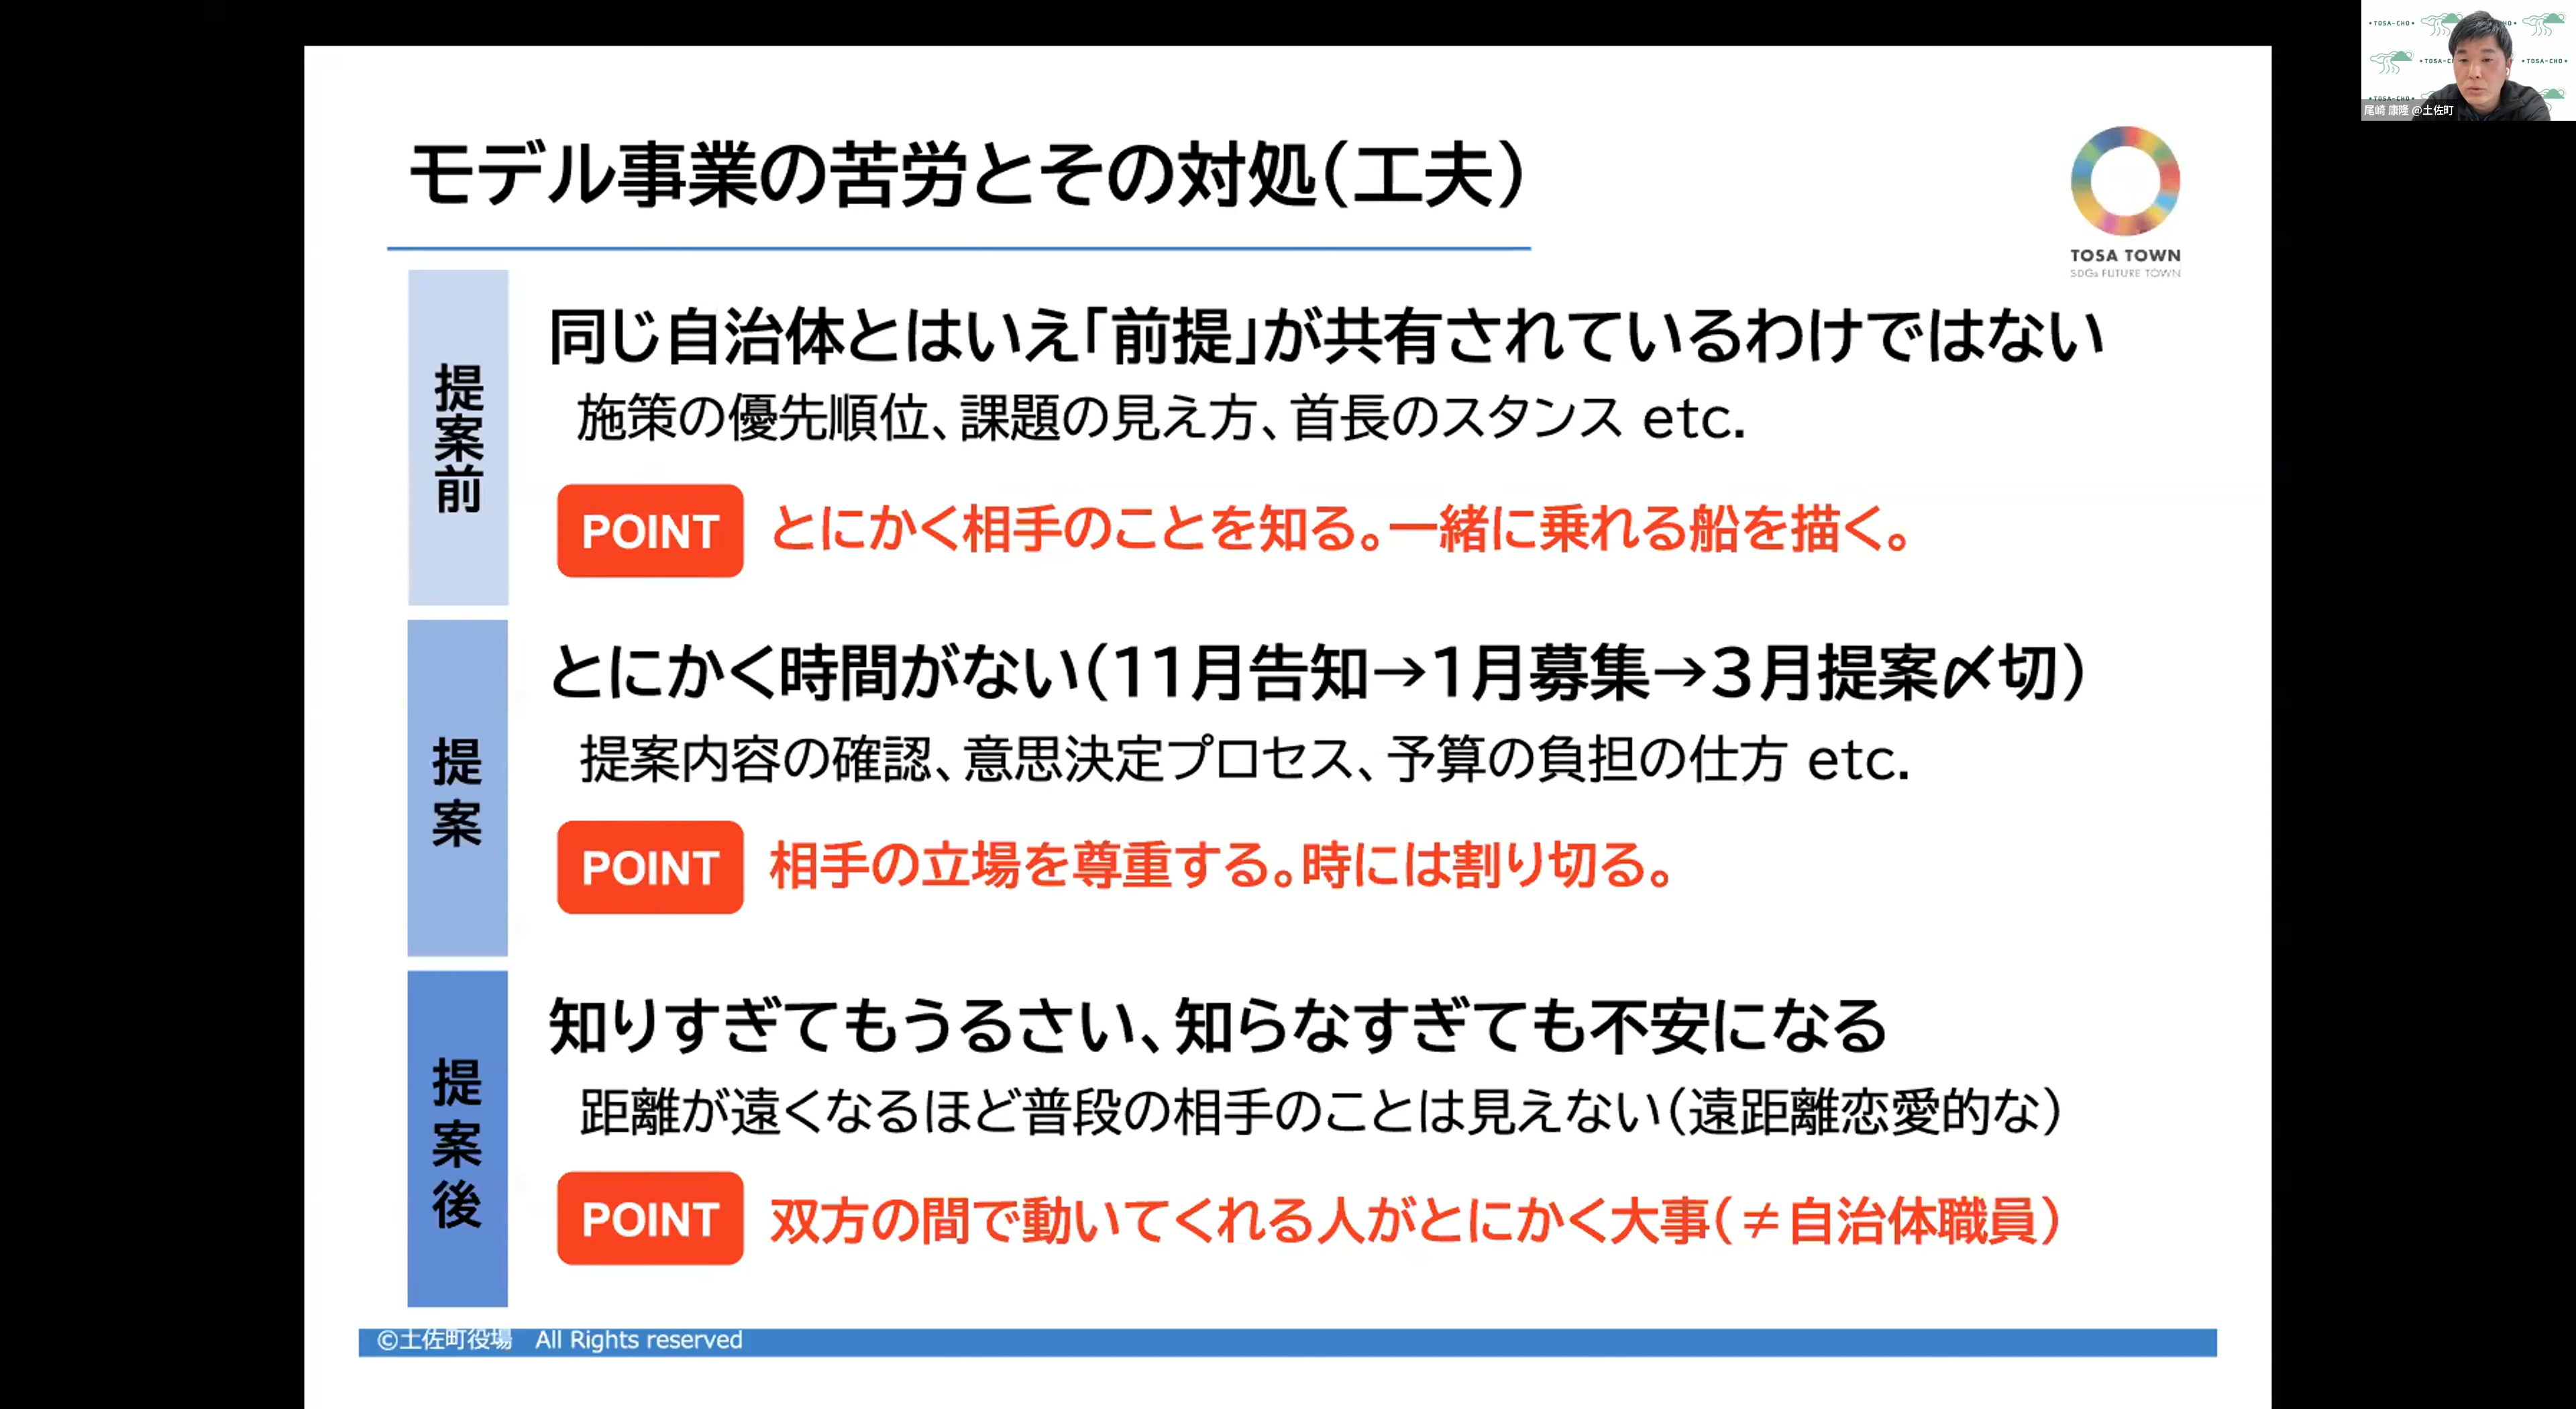 モデル事業の苦労とその対処(工夫)
TOSA TOWN
SDGs FUTURE TOWN
提案前
同じ自治体とはいえ「前提」が共有されているわけではない
施策の優先順位、課題の見え方、首長のスタンス etc.
POINT とにかく相手のことを知る。一緒に乗れる船を描く。
提案
とにかく時間がない(11月告知→1月募集→3月提案〆切)
提案内容の確認、意思決定プロセス、予算の負担の仕方 etc.
POINT 相手の立場を尊重する。時には割り切る。
提案後
知りすぎてもうるさい、知らなすぎても不安になる
距離が遠くなるほど普段の相手のことは見えない(遠距離恋愛的な)
POINT 双方の間で動いてくれる人がとにかく大事(≠自治体職員)
©土佐町役場 All Rights reserved
•TOSA-CHO•
•TOSA-CHO•
尾崎 康隆 @土佐町